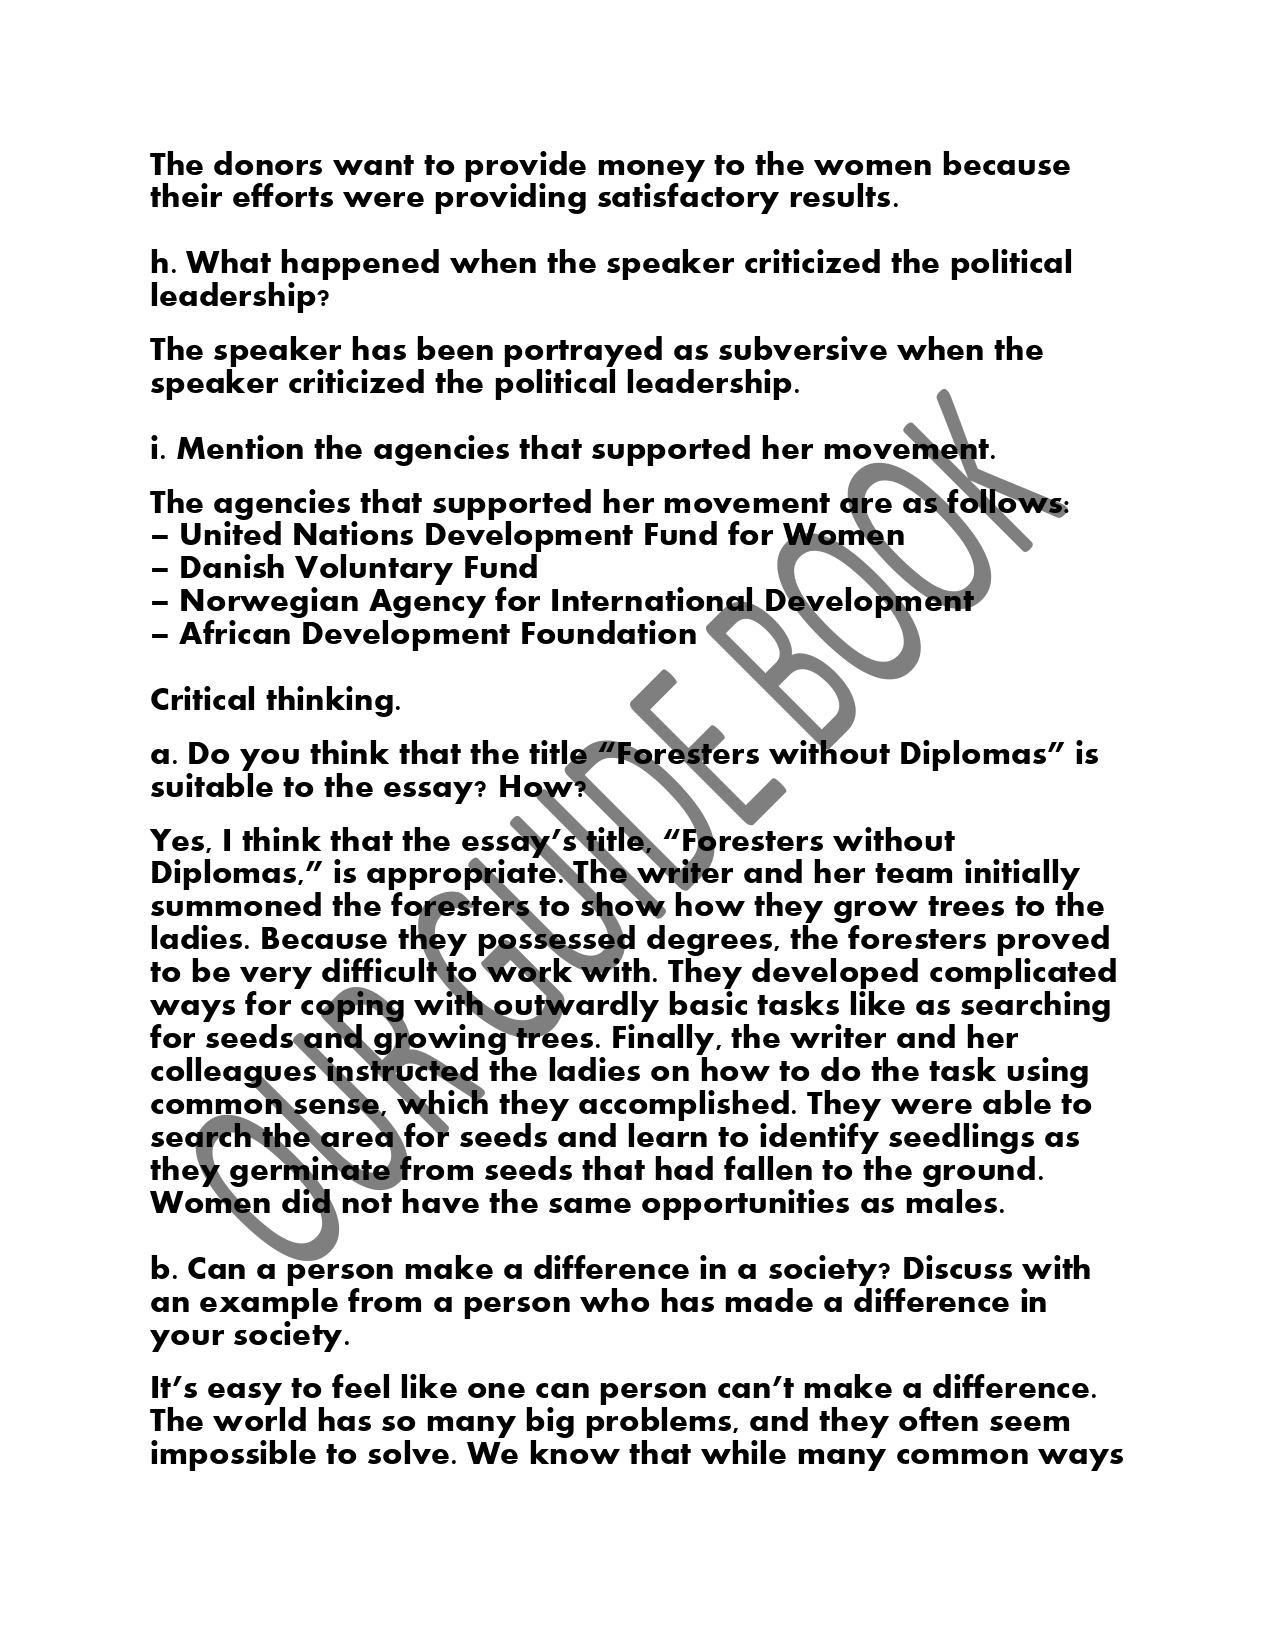 The donors want to provide money to the women because
their efforts were providing satisfactory results.
h. What happened when the speaker criticized the political
leadership?
The speaker has been portrayed as subversive when the
speaker criticized the political leadership.
i. Mention the agencies that supported her movement.
The agencies that supported her movement are as follows:
– United Nations Development Fund for Women
– Danish Voluntary Fund
– Norwegian Agency for International Development
– African Development Foundation
Critical thinking.
a. Do you think that the title “Foresters without Diplomas” is
suitable to the essay? How?
Yes, I think that the essay’s title, “Foresters without
Diplomas,” is appropriate. The writer and her team initially
summoned the foresters to show how they grow trees to the
ladies. Because they possessed degrees, the foresters proved
to be very difficult to work with. They developed complicated
ways for coping with outwardly basic tasks like as searching
for seeds and growing trees. Finally, the writer and her
colleagues instructed the ladies on how to do the task using
common sense, which they accomplished. They were able to
search the area for seeds and learn to identify seedlings as
they germinate from seeds that had fallen to the ground.
Women did not have the same opportunities as males.
b. Can a person make a difference in a society? Discuss with
an example from a person who has made a difference in
your society.
It’s easy to feel like one can person can’t make a difference.
The world has so many big problems, and they often seem
impossible to solve. We know that while many common ways
OUR GUIDE BOOK